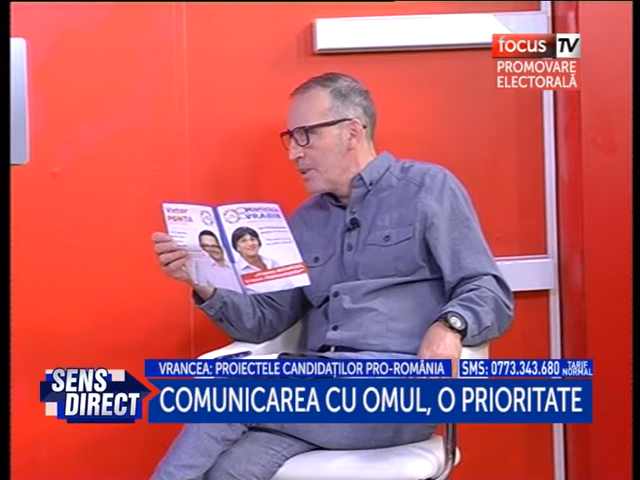 focus TV
PROMOVARE
ELECTORALĂ
Victor
PONTA
VRABIE
VRANCEA: PROIECTELE CANDIDAȚILOR PRO-ROMÂNIA
SMS: 0773.343.680 TARIF NORMAL
SENS
DIRECT
COMUNICAREA CU OMUL, O PRIORITATE